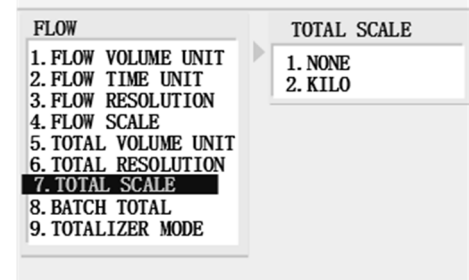 FLOW
1. FLOW VOLUME UNIT
2. FLOW TIME UNIT
3. FLOW RESOLUTION
4. FLOW SCALE
5. TOTAL VOLUME UNIT
6. TOTAL RESOLUTION
7. TOTAL SCALE
8. BATCH TOTAL
9. TOTALIZER MODE
TOTAL SCALE
1. NONE
2. KILO